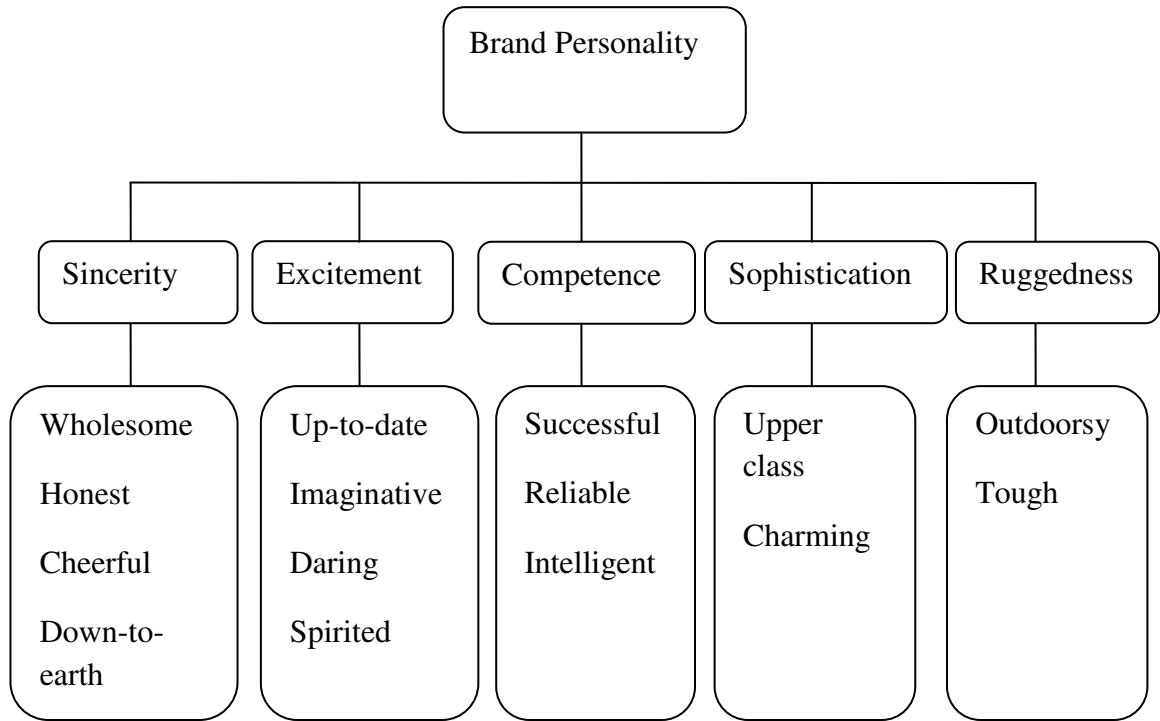 Brand Personality
Sincerity
Excitement
Competence
Sophistication
Ruggedness
Wholesome
Honest
Cheerful
Down-to-
earth
Up-to-date
Imaginative
Daring
Spirited
Successful
Reliable
Intelligent
Upper
class
Charming
Outdoorsy
Tough